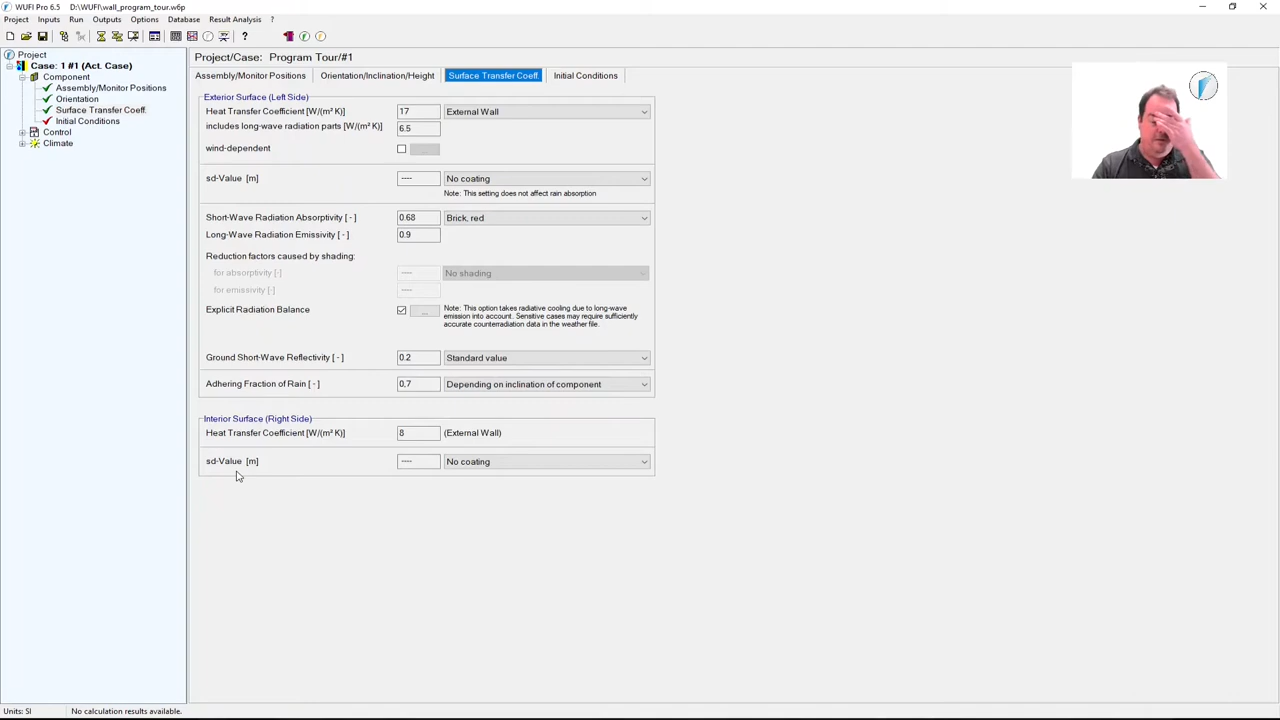 WUFI Pro 6.5 D:\WUFI\wall_program_tour.w6p
Project Inputs Run Outputs Options Database Result Analysis ?
Project
Case: 1 #1 (Act. Case)
Component
Assembly/Monitor Positions
Orientation
Surface Transfer Coeff.
Initial Conditions
Control
Climate
Project/Case: Program Tour/#1
Assembly/Monitor Positions Orientation/Inclination/Height Surface Transfer Coeff. Initial Conditions
Exterior Surface (Left Side)
Heat Transfer Coefficient [W/(m² K)] 17 External Wall
includes long-wave radiation parts [W/(m² K)] 6.5
wind-dependent ...
sd-Value [m] ---- No coating
Note: This setting does not affect rain absorption
Short-Wave Radiation Absorptivity [ - ] 0.68 Brick, red
Long-Wave Radiation Emissivity [ - ] 0.9
Reduction factors caused by shading:
for absorptivity [-] ---- No shading
for emissivity [-] ----
Explicit Radiation Balance ...
Note: This option takes radiative cooling due to long-wave
emission into account. Sensitive cases may require sufficiently
accurate counterradiation data in the weather file.
Ground Short-Wave Reflectivity [ - ] 0.2 Standard value
Adhering Fraction of Rain [ - ] 0.7 Depending on inclination of component
Interior Surface (Right Side)
Heat Transfer Coefficient [W/(m² K)] 8 (External Wall)
sd-Value [m] ---- No coating
Units: SI No calculation results available.